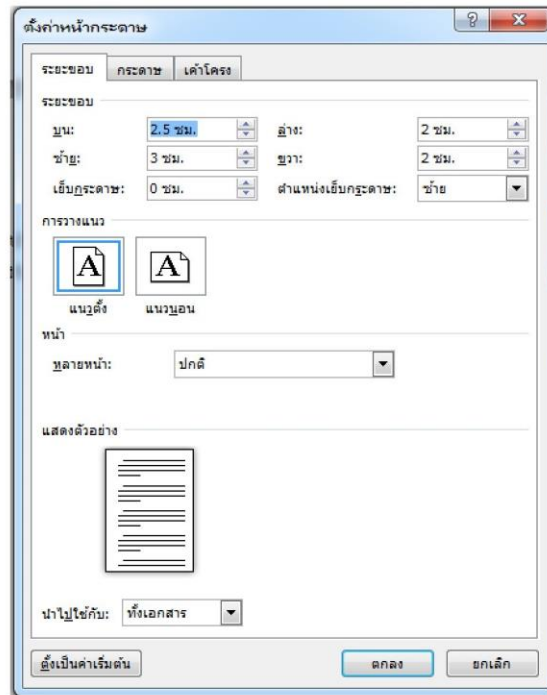 ตั้งค่าหน้ากระดาษ
ระยะขอบ กระดาษ เค้าโครง
ระยะขอบ
บน: 2.5 ซม. ล่าง: 2 ซม.
ซ้าย: 3 ซม. ขวา: 2 ซม.
เย็บกระดาษ: 0 ซม. ตำแหน่งเย็บกระดาษ: ซ้าย
การวางแนว
A A
แนวตั้ง แนวนอน
หน้า
หลายหน้า: ปกติ
แสดงตัวอย่าง
นำไปใช้กับ: ทั้งเอกสาร
ตั้งเป็นค่าเริ่มต้น ตกลง ยกเลิก